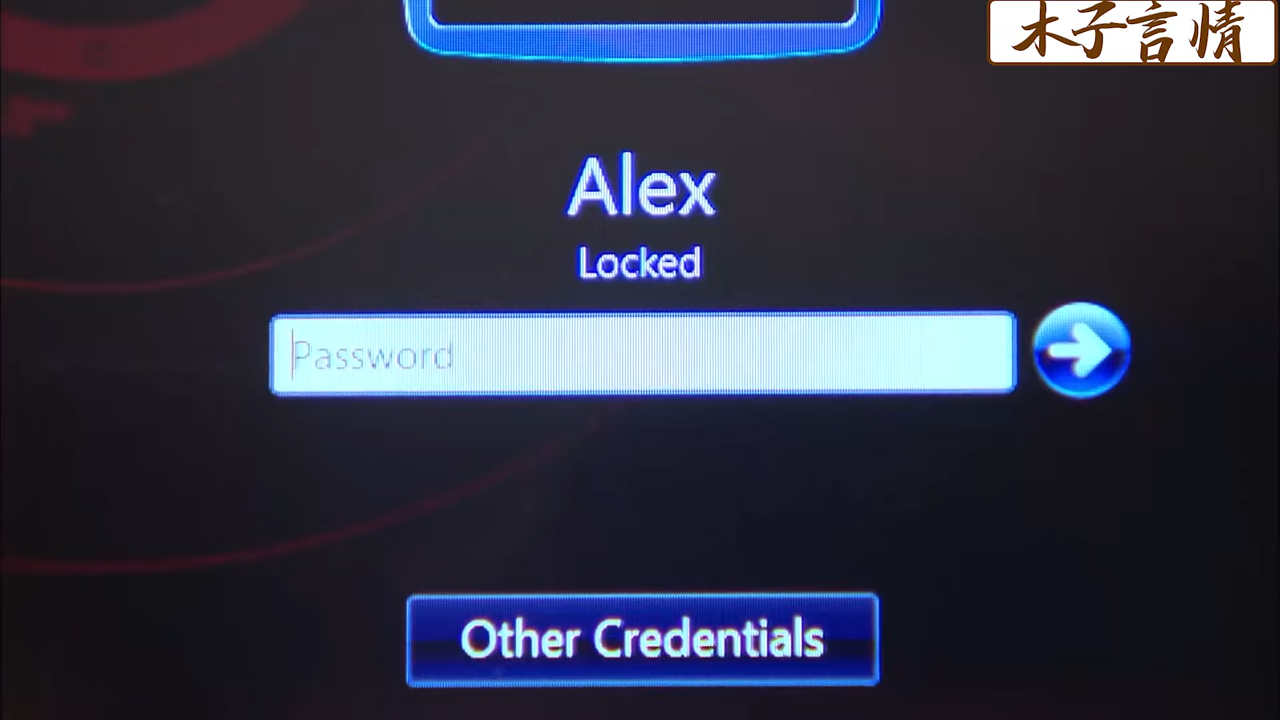 木子言情
Alex
Locked
Password
Other Credentials